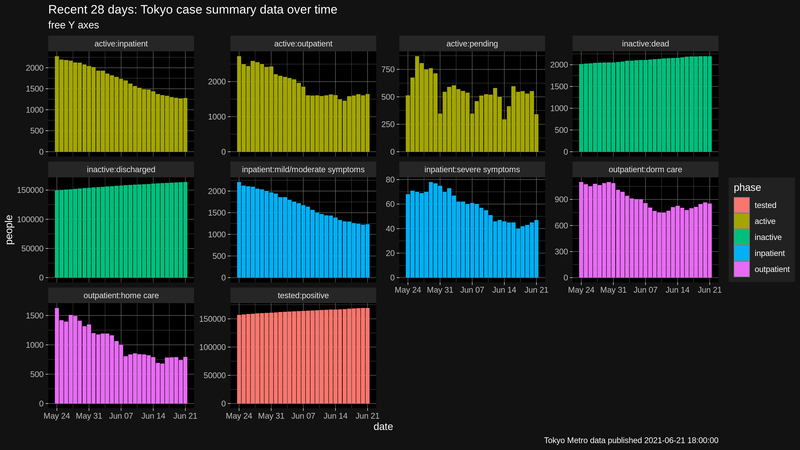 Recent 28 days: Tokyo case summary data over time
free Y axes
active:inpatient
active:outpatient
active:pending
inactive:dead
2000
1500
1000
500
0
2500
2000
1500
1000
500
0
750
500
250
0
2000
1500
1000
500
0
inactive:discharged
inpatient:mild/moderate symptoms
inpatient:severe symptoms
outpatient:dorm care
150000
100000
50000
0
2000
1500
1000
500
0
80
60
40
20
0
900
600
300
0
May 24 May 31 Jun 07 Jun 14 Jun 21
May 24 May 31 Jun 07 Jun 14 Jun 21
outpatient:home care
tested:positive
1500
1000
500
0
150000
100000
50000
0
May 24 May 31 Jun 07 Jun 14 Jun 21
May 24 May 31 Jun 07 Jun 14 Jun 21
people
date
phase
tested
active
inactive
inpatient
outpatient
Tokyo Metro data published 2021-06-21 18:00:00